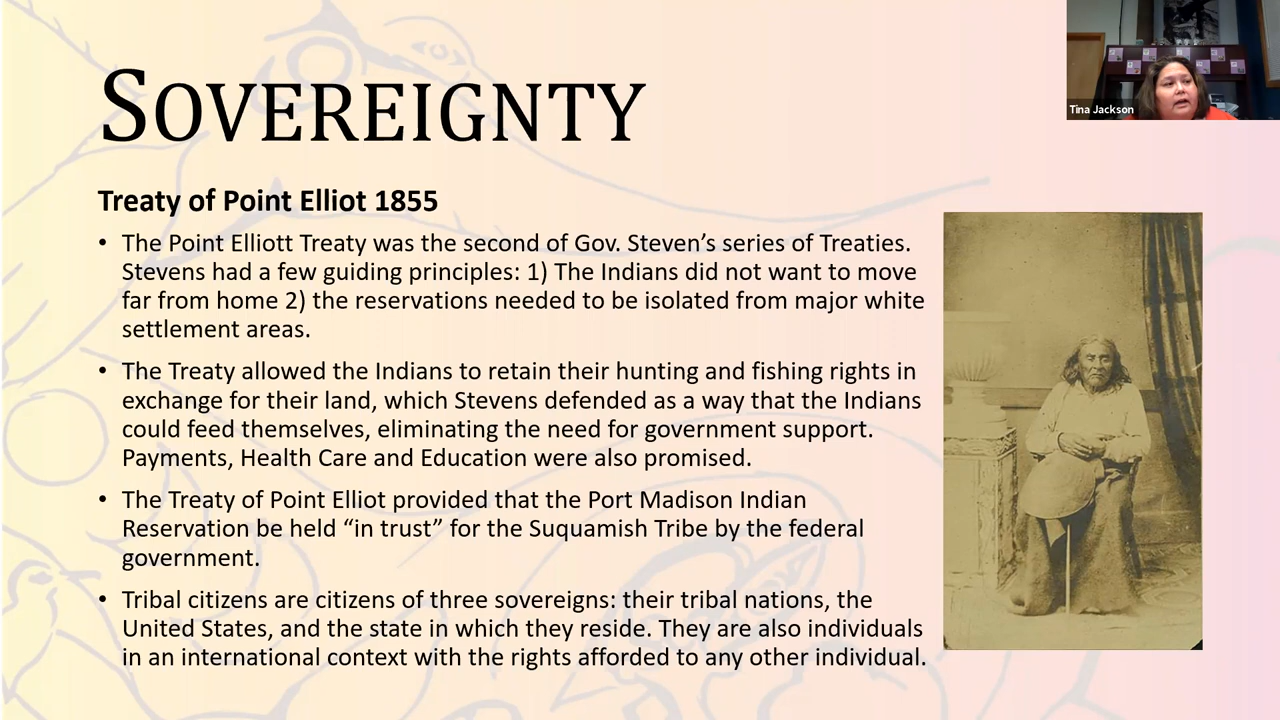 SOVEREIGNTY
Tina Jackson
Treaty of Point Elliot 1855
• The Point Elliott Treaty was the second of Gov. Steven’s series of Treaties.
Stevens had a few guiding principles: 1) The Indians did not want to move
far from home 2) the reservations needed to be isolated from major white
settlement areas.
• The Treaty allowed the Indians to retain their hunting and fishing rights in
exchange for their land, which Stevens defended as a way that the Indians
could feed themselves, eliminating the need for government support.
Payments, Health Care and Education were also promised.
• The Treaty of Point Elliot provided that the Port Madison Indian
Reservation be held “in trust” for the Suquamish Tribe by the federal
government.
• Tribal citizens are citizens of three sovereigns: their tribal nations, the
United States, and the state in which they reside. They are also individuals
in an international context with the rights afforded to any other individual.